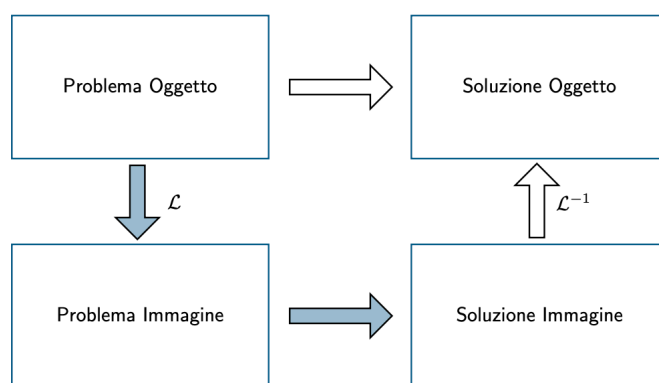 Problema Oggetto
Soluzione Oggetto
ℒ
ℒ⁻¹
Problema Immagine
Soluzione Immagine